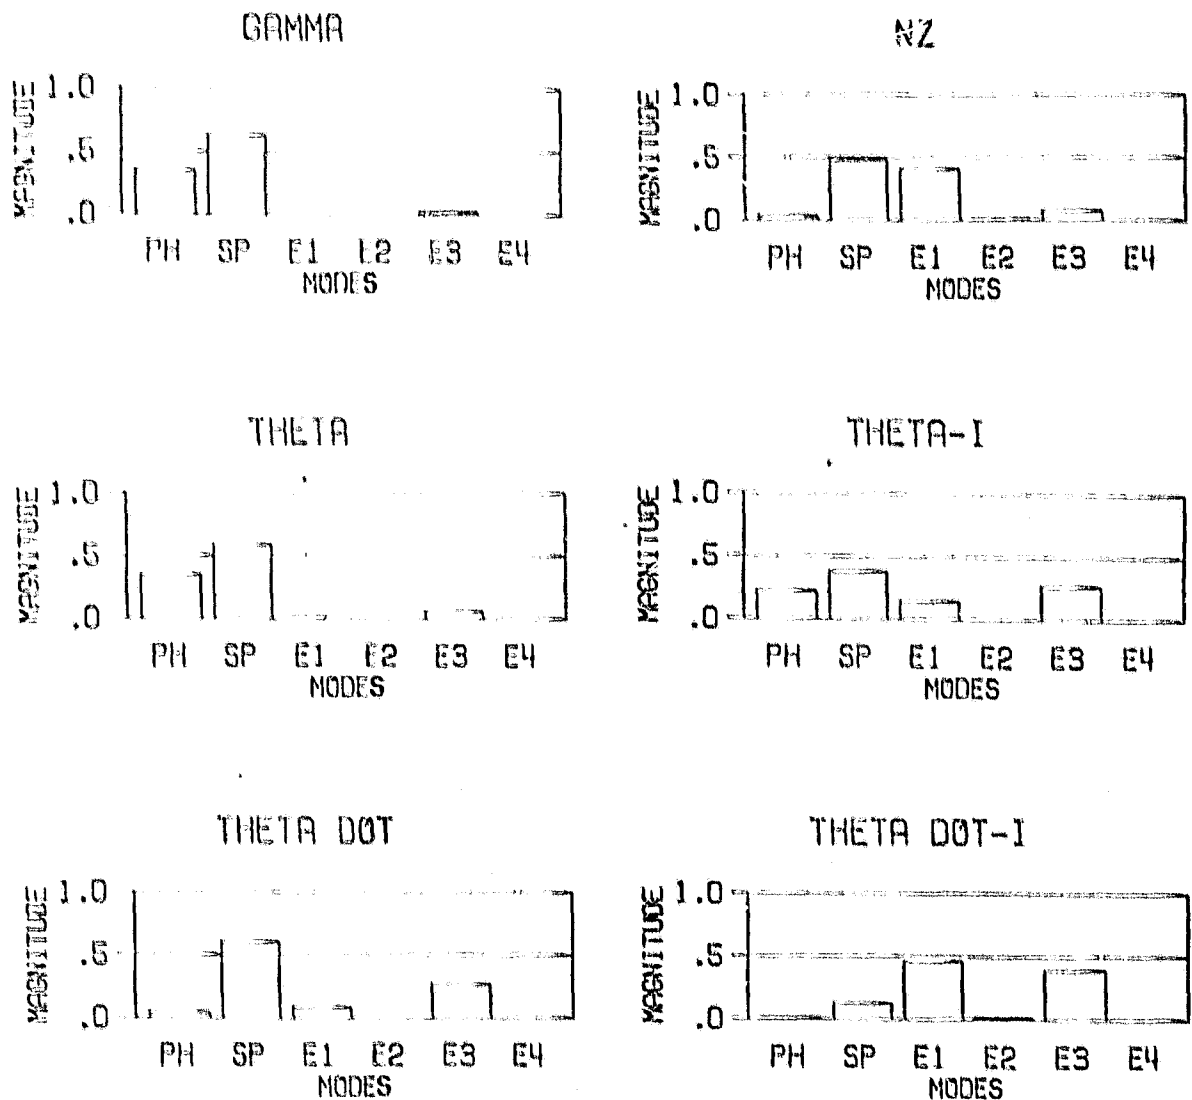 GAMMA
MAGNITUDE
1.0
.5
.0
PH SP E1 E2 E3 E4
MODES
NZ
MAGNITUDE
1.0
.5
.0
PH SP E1 E2 E3 E4
MODES
THETA
MAGNITUDE
1.0
.5
.0
PH SP E1 E2 E3 E4
MODES
THETA-I
MAGNITUDE
1.0
.5
.0
PH SP E1 E2 E3 E4
MODES
THETA DOT
MAGNITUDE
1.0
.5
.0
PH SP E1 E2 E3 E4
MODES
THETA DOT-I
MAGNITUDE
1.0
.5
.0
PH SP E1 E2 E3 E4
MODES